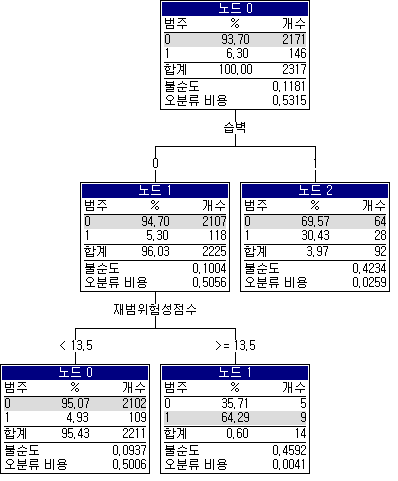 노드 0
범주 % 개수
0 93,70 2171
1 6,30 146
합계 100,00 2317
불순도 0,1181
오분류 비용 0,5315
습벽
0 1
노드 1
범주 % 개수
0 94,70 2107
1 5,30 118
합계 96,03 2225
불순도 0,1004
오분류 비용 0,5056
노드 2
범주 % 개수
0 69,57 64
1 30,43 28
합계 3,97 92
불순도 0,4234
오분류 비용 0,0259
재범위험성점수
< 13,5 >= 13,5
노드 0
범주 % 개수
0 95,07 2102
1 4,93 109
합계 95,43 2211
불순도 0,0937
오분류 비용 0,5006
노드 1
범주 % 개수
0 35,71 5
1 64,29 9
합계 0,60 14
불순도 0,4592
오분류 비용 0,0041